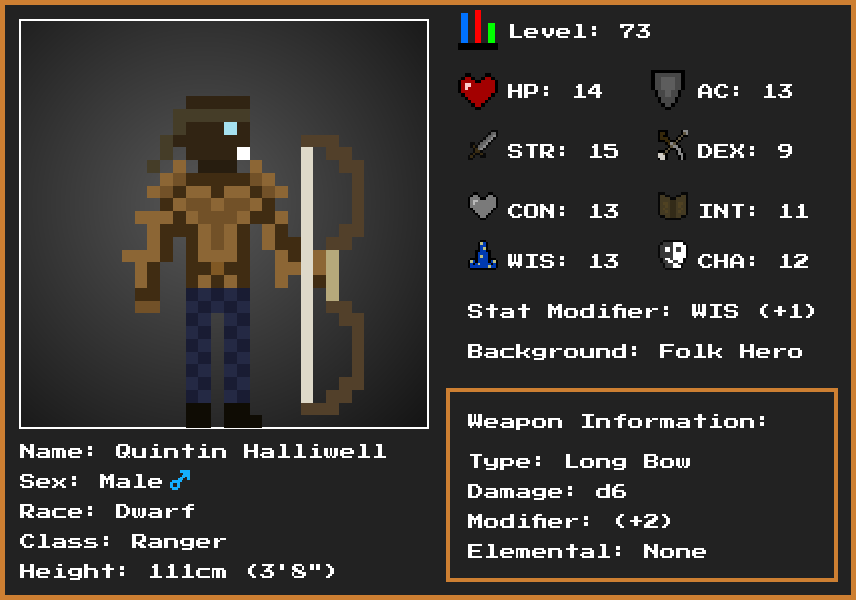 Level: 73
HP: 14 AC: 13
STR: 15 DEX: 9
CON: 13 INT: 11
WIS: 13 CHA: 12
Stat Modifier: WIS (+1)
Background: Folk Hero
Weapon Information:
Type: Long Bow
Damage: d6
Modifier: (+2)
Elemental: None
Name: Quintin Halliwell
Sex: Male ♂
Race: Dwarf
Class: Ranger
Height: 111cm (3'8")